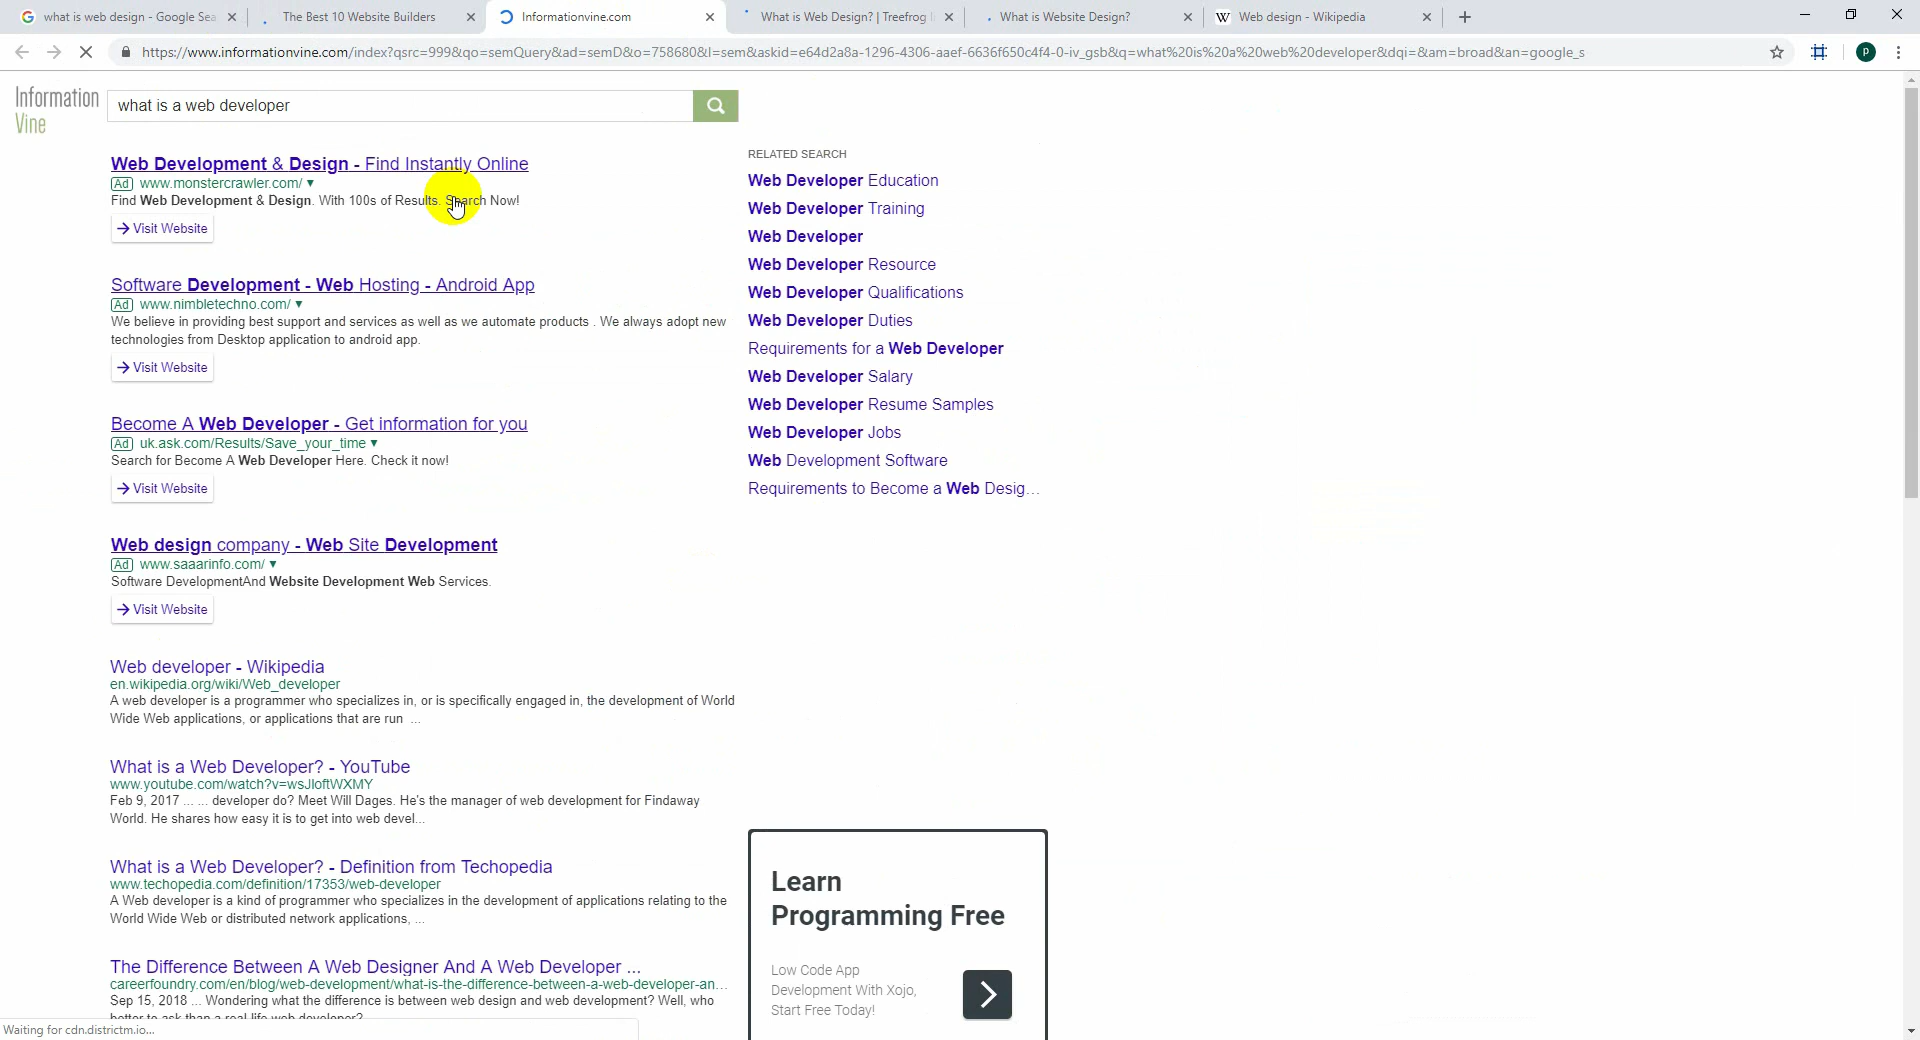 what is web design - Google Sea
The Best 10 Website Builders
Informationvine.com
What is Web Design? | Treefrog I
What is Website Design?
Web design - Wikipedia
https://www.informationvine.com/index?qsrc=999&qo=semQuery&ad=semD&o=758680&l=sem&askid=e64d2a8a-1296-4306-aaef-6636f650c4f4-0-iv_gsb&q=what%20is%20a%20web%20developer&dqi=&am=broad&an=google_s
P
Information
Vine
what is a web developer
Web Development & Design - Find Instantly Online
Ad www.monstercrawler.com/
Find Web Development & Design. With 100s of Results. Search Now!
Visit Website
Software Development - Web Hosting - Android App
Ad www.nimbletechno.com/
We believe in providing best support and services as well as we automate products . We always adopt new
technologies from Desktop application to android app.
Visit Website
Become A Web Developer - Get information for you
Ad uk.ask.com/Results/Save_your_time
Search for Become A Web Developer Here. Check it now!
Visit Website
Web design company - Web Site Development
Ad www.saaarinfo.com/
Software DevelopmentAnd Website Development Web Services.
Visit Website
Web developer - Wikipedia
en.wikipedia.org/wiki/Web_developer
A web developer is a programmer who specializes in, or is specifically engaged in, the development of World
Wide Web applications, or applications that are run ...
What is a Web Developer? - YouTube
www.youtube.com/watch?v=wsJloftWXMY
Feb 9, 2017 ... ... developer do? Meet Will Dages. He's the manager of web development for Findaway
World. He shares how easy it is to get into web devel...
What is a Web Developer? - Definition from Techopedia
www.techopedia.com/definition/17353/web-developer
A Web developer is a kind of programmer who specializes in the development of applications relating to the
World Wide Web or distributed network applications, ...
The Difference Between A Web Designer And A Web Developer ...
careerfoundry.com/en/blog/web-development/what-is-the-difference-between-a-web-developer-an...
Sep 15, 2018 ... Wondering what the difference is between web design and web development? Well, who
better to ask than a real-life web developer?
Waiting for cdn.districtm.io...
RELATED SEARCH
Web Developer Education
Web Developer Training
Web Developer
Web Developer Resource
Web Developer Qualifications
Web Developer Duties
Requirements for a Web Developer
Web Developer Salary
Web Developer Resume Samples
Web Developer Jobs
Web Development Software
Requirements to Become a Web Desig...
Learn
Programming Free
Low Code App
Development With Xojo,
Start Free Today!